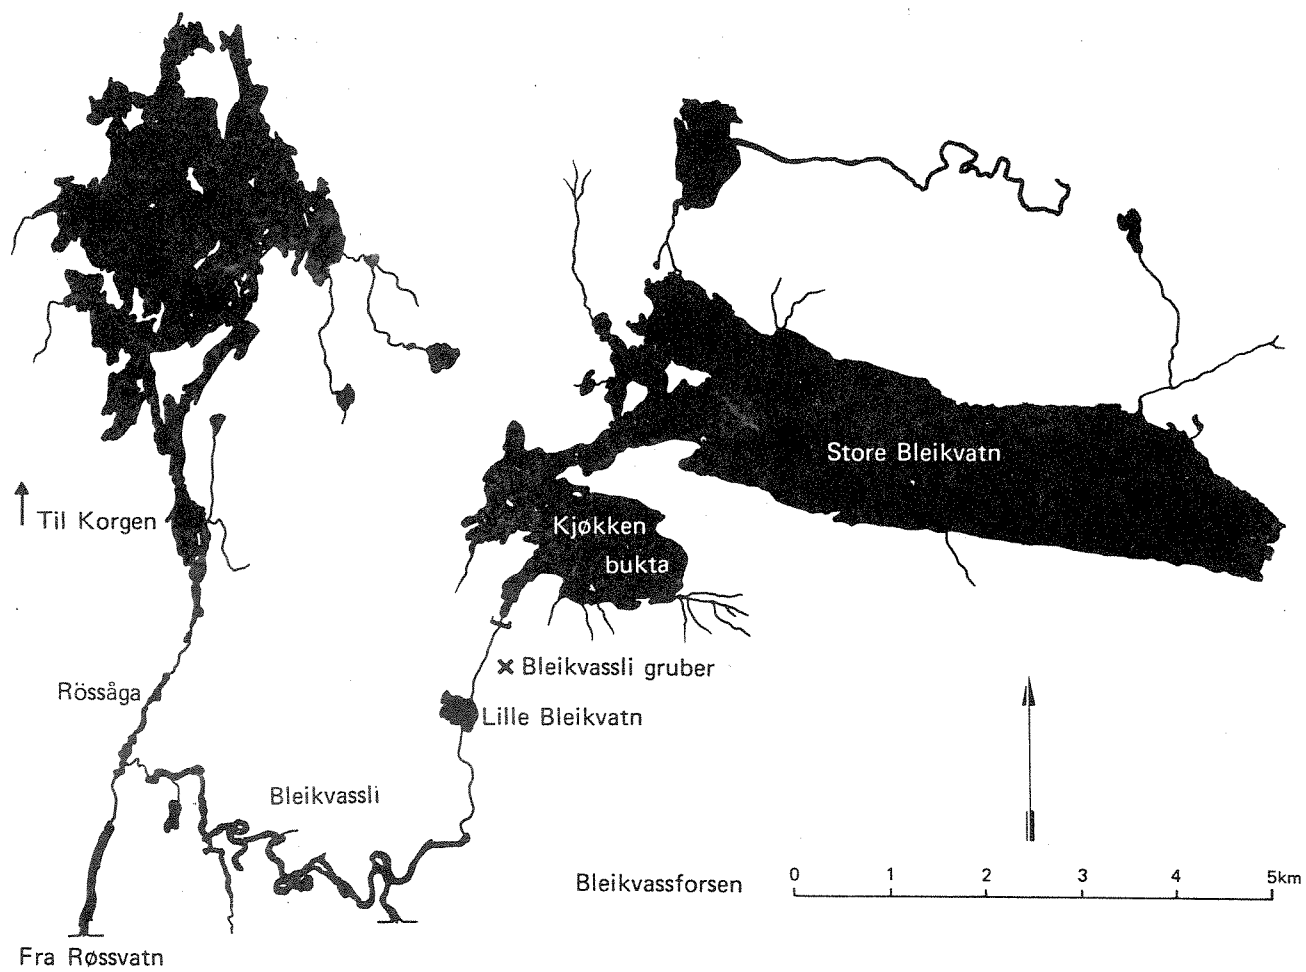 Store Bleikvatn
Til Korgen
Kjøkken
bukta
Bleikvassli gruber
Rössåga
Lille Bleikvatn
Bleikvassli
Bleikvassforsen
0 1 2 3 4 5km
Fra Røssvatn